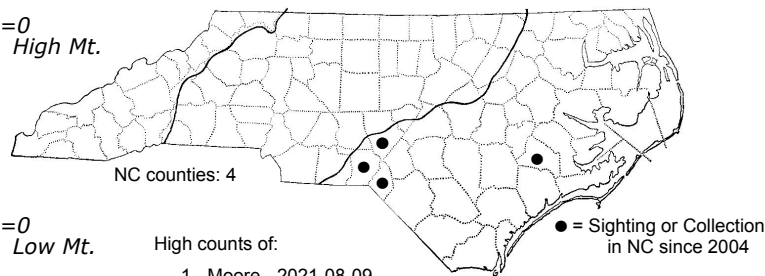 =0
High Mt.
NC counties: 4
● = Sighting or Collection
in NC since 2004
=0
Low Mt.
High counts of:
1 - Moore - 2021-08-09